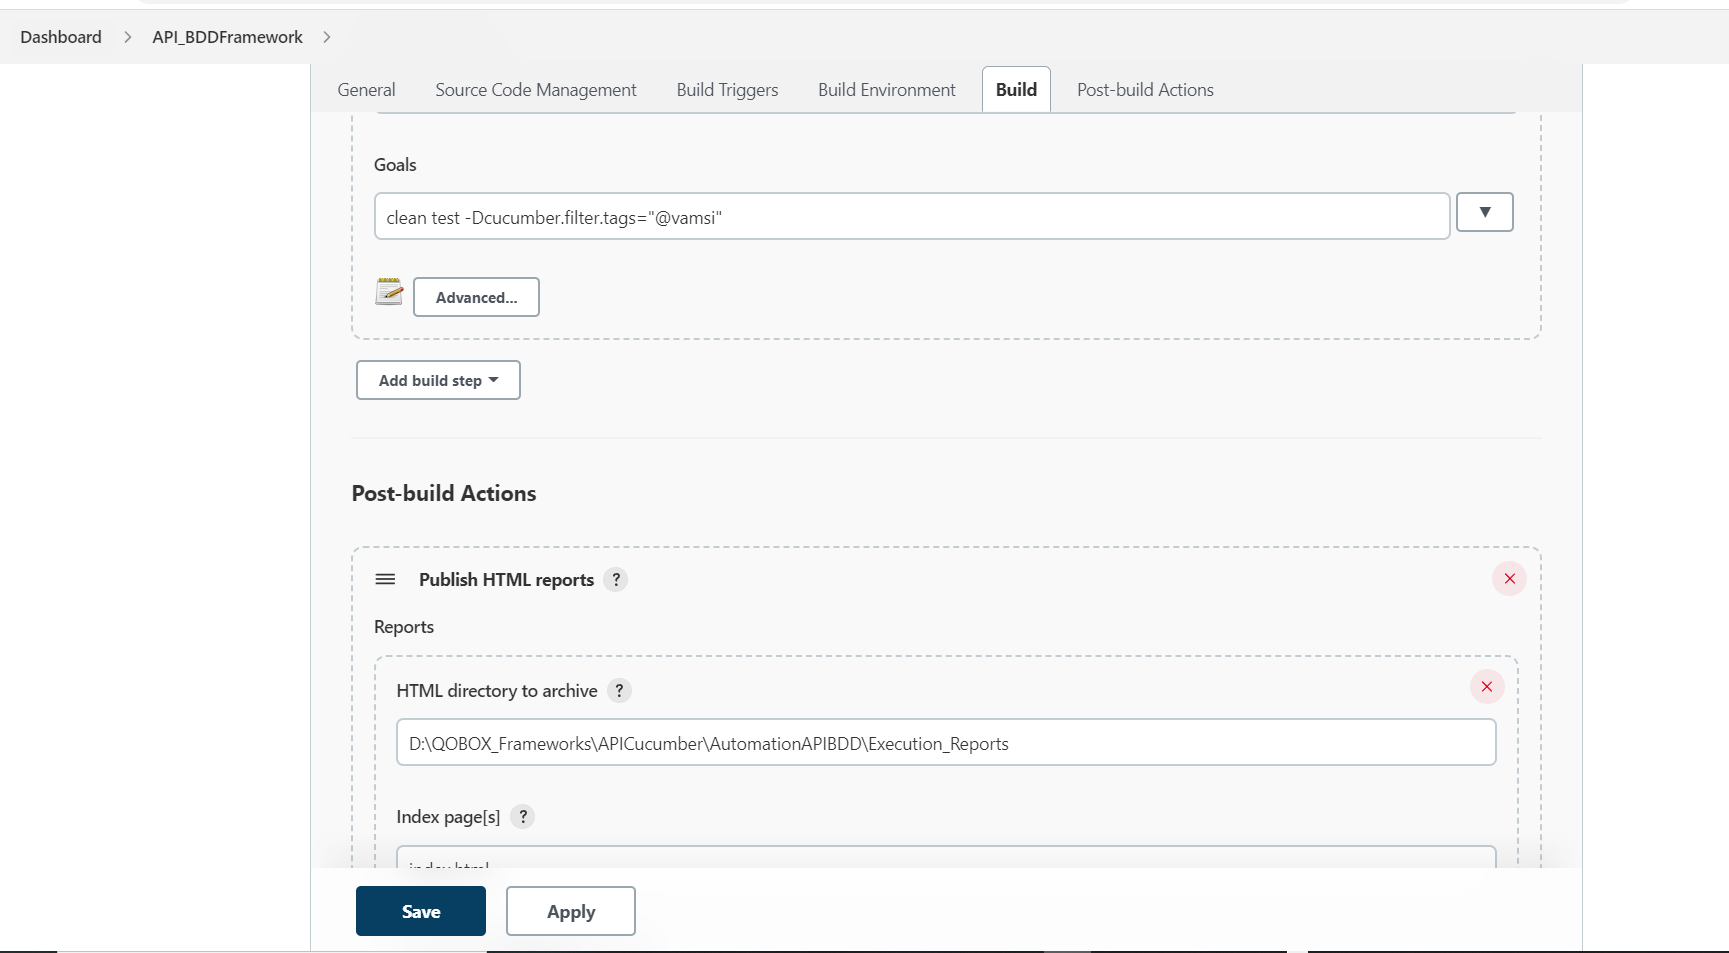 Dashboard > API_BDDFramework >
General Source Code Management Build Triggers Build Environment Build Post-build Actions
Goals
clean test -Dcucumber.filter.tags="@vamsi"
Advanced...
Add build step
Post-build Actions
Publish HTML reports ?
Reports
HTML directory to archive ?
D:\QOBOX_Frameworks\APICucumber\AutomationAPIBDD\Execution_Reports
Index page[s] ?
index.html
Save Apply